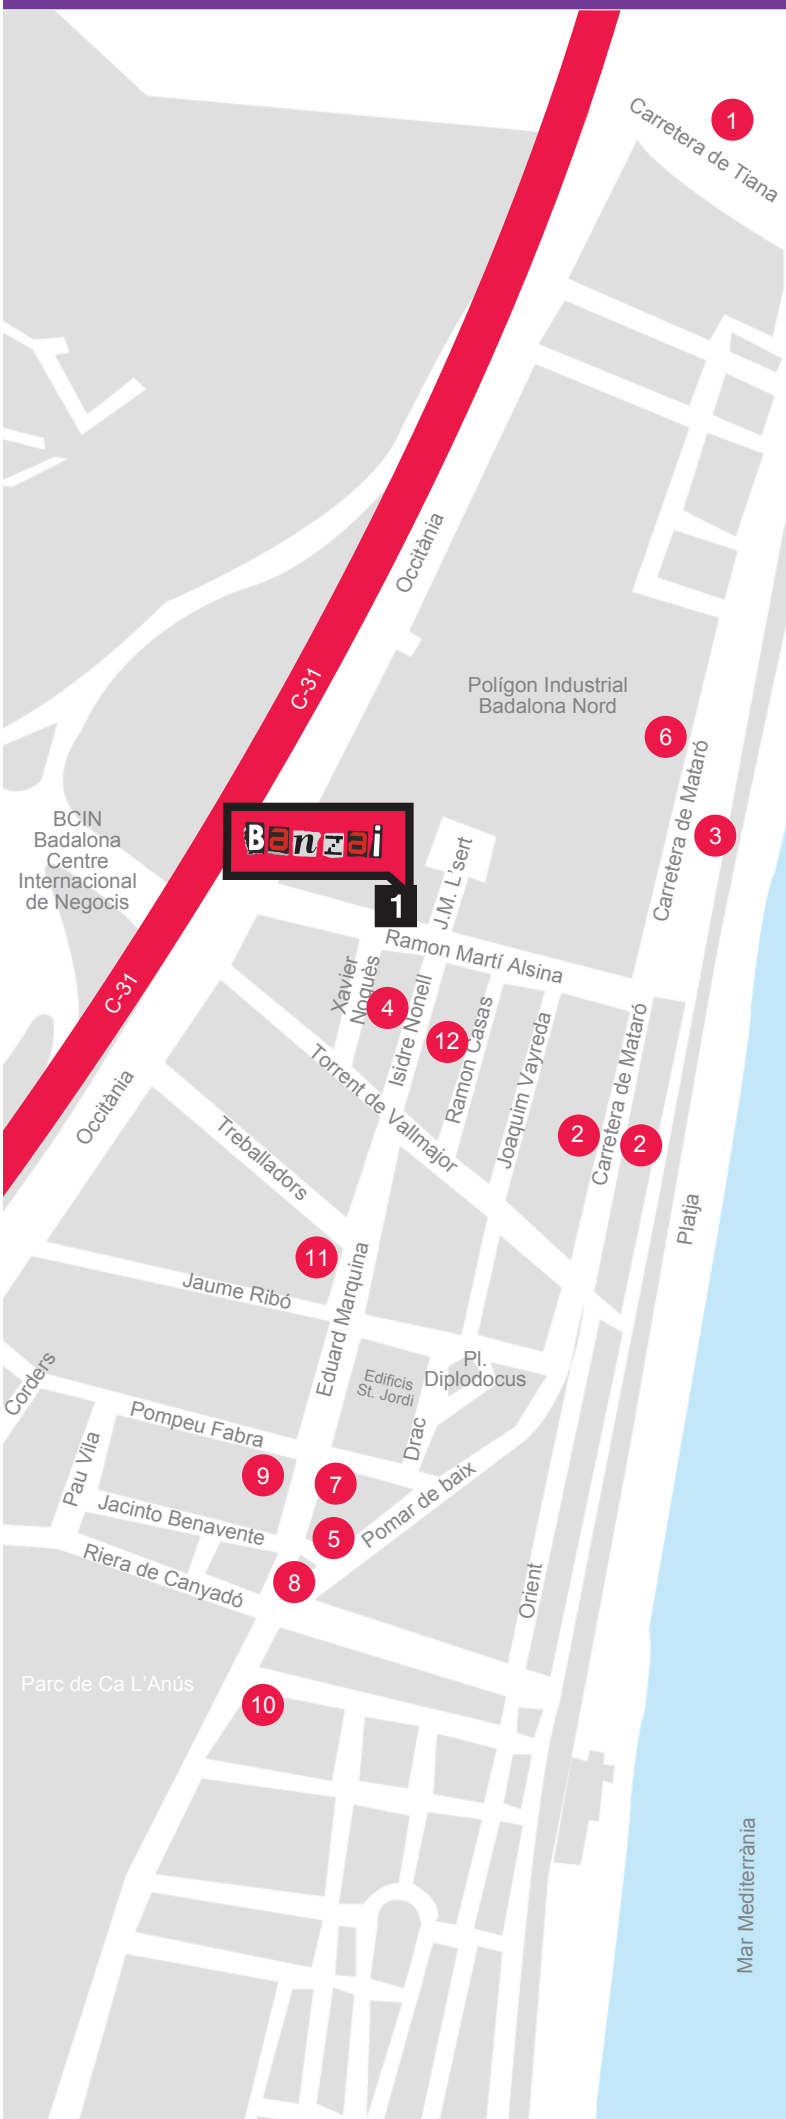 1
Carretera de Tiana
Occitània
C-31
Polígon Industrial
Badalona Nord
6
Carretera de Mataró
3
BCIN
Badalona
Centre
Internacional
de Negocis
Banzai
1
J.M. L'sert
Ramon Martí Alsina
C-31
Xavier
Noguès
4
Isidre Nonell
12
Ramon Casas
Joaquim Vayreda
Carretera de Mataró
2
2
Torrent de Vallmajor
Occitània
Treballadors
Platja
11
Jaume Ribó
Eduard Marquina
Edificis
St. Jordi
Pl.
Diplodocus
Corders
Pompeu Fabra
Drac
Pau Vila
9
7
Pomar de baix
Jacinto Benavente
5
Riera de Canyadó
8
Orient
Parc de Ca L'Anús
10
Mar Mediterrània